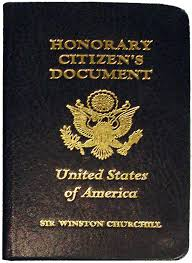 HONORARY
CITIZEN'S
DOCUMENT
United States
of America
SIR WINSTON CHURCHILL